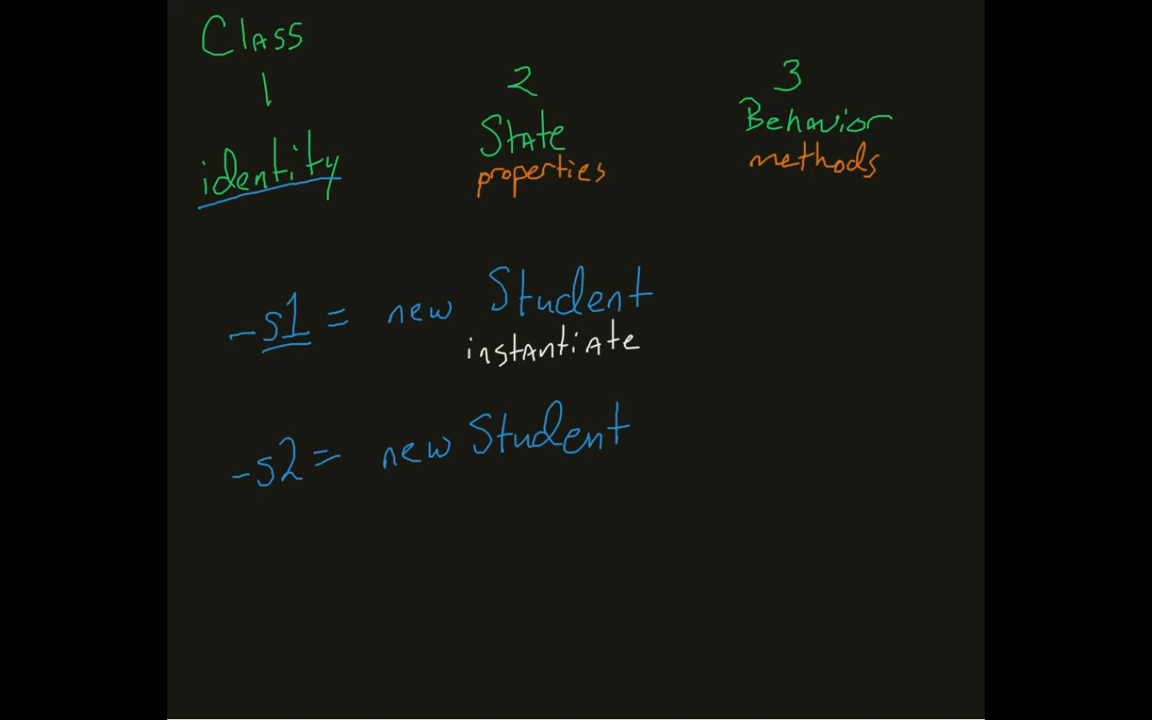 Class
1 2 3
identity State Behavior
properties methods
-s1 = new Student
instantiate
-s2 = new Student